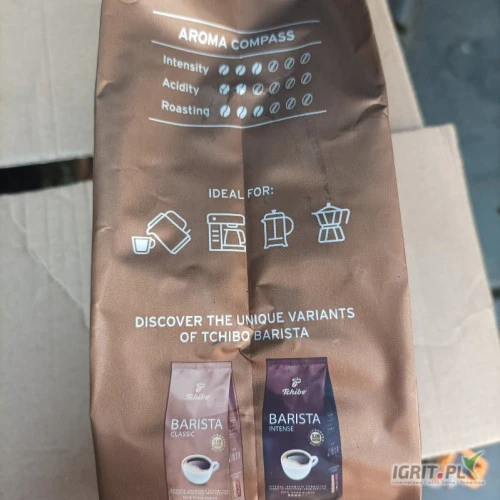 AROMA COMPASS
Intensity
Acidity
Roasting
IDEAL FOR:
DISCOVER THE UNIQUE VARIANTS
OF TCHIBO BARISTA
Tchibo
BARISTA
CLASSIC
Tchibo
BARISTA
INTENSE
IGRIT.PL